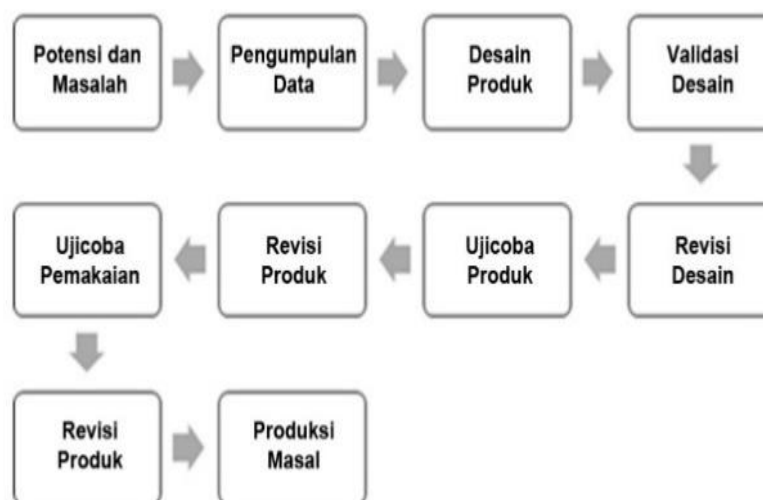 Potensi dan
Masalah
Pengumpulan
Data
Desain
Produk
Validasi
Desain
Revisi
Desain
Ujicoba
Produk
Revisi
Produk
Ujicoba
Pemakaian
Revisi
Produk
Produksi
Masal